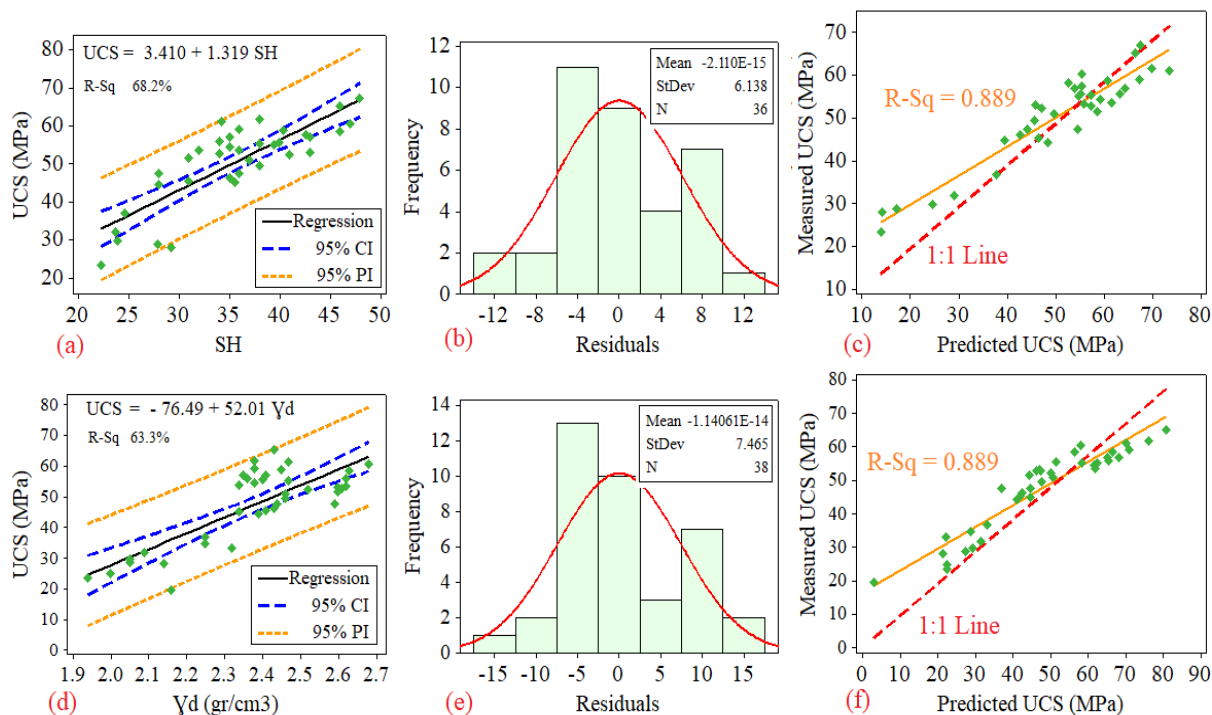 UCS = 3.410 + 1.319 SH
R-Sq 68.2%
UCS (MPa)
80
70
60
50
40
30
20
Regression
95% CI
95% PI
20 25 30 35 40 45 50
(a)
SH
12
10
8
6
4
2
0
Frequency
Mean -2.110E-15
StDev 6.138
N 36
-12 -8 -4 0 4 8 12
(b)
Residuals
Measured UCS (MPa)
70
60
50
40
30
20
10
R-Sq = 0.889
1:1 Line
10 20 30 40 50 60 70 80
(c)
Predicted UCS (MPa)
UCS = - 76.49 + 52.01 Ɣd
R-Sq 63.3%
UCS (MPa)
80
70
60
50
40
30
20
10
0
Regression
95% CI
95% PI
1.9 2.0 2.1 2.2 2.3 2.4 2.5 2.6 2.7
(d)
Ɣd (gr/cm3)
14
12
10
8
6
4
2
0
Frequency
Mean -1.14061E-14
StDev 7.465
N 38
-15 -10 -5 0 5 10 15
(e)
Residuals
Measured UCS (MPa)
80
70
60
50
40
30
20
10
0
R-Sq = 0.889
1:1 Line
0 10 20 30 40 50 60 70 80 90
(f)
Predicted UCS (MPa)